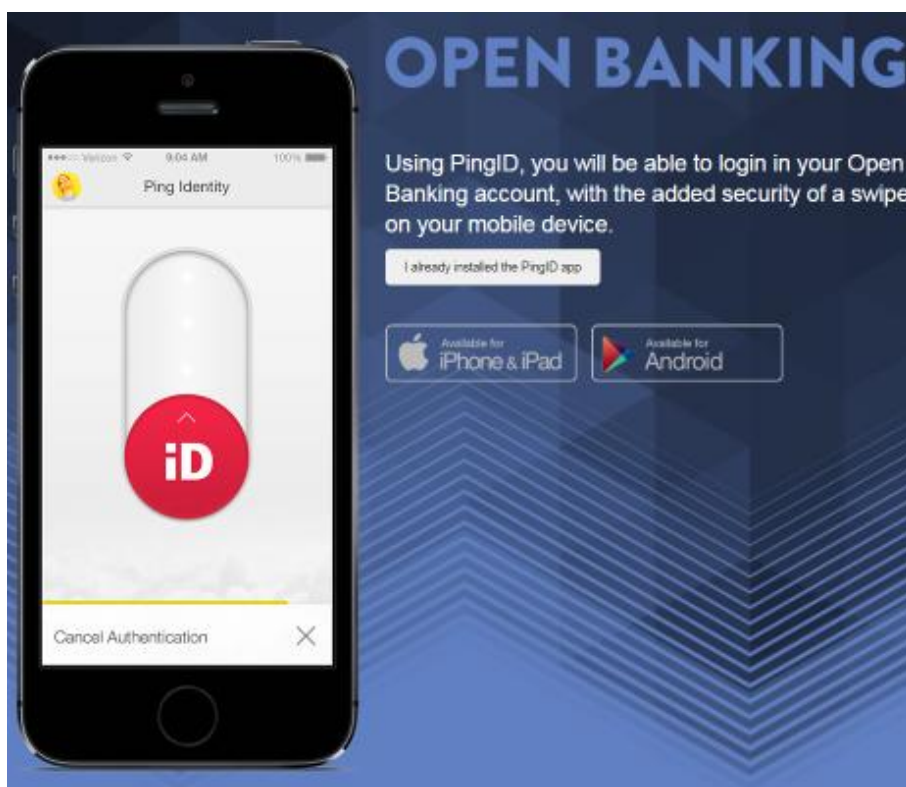 OPEN BANKING
Using PingID, you will be able to login in your Open
Banking account, with the added security of a swipe
on your mobile device.
I already installed the PingID app
Available for
iPhone & iPad
Available for
Android
Verizon 9:04 AM 100%
Ping Identity
iD
Cancel Authentication